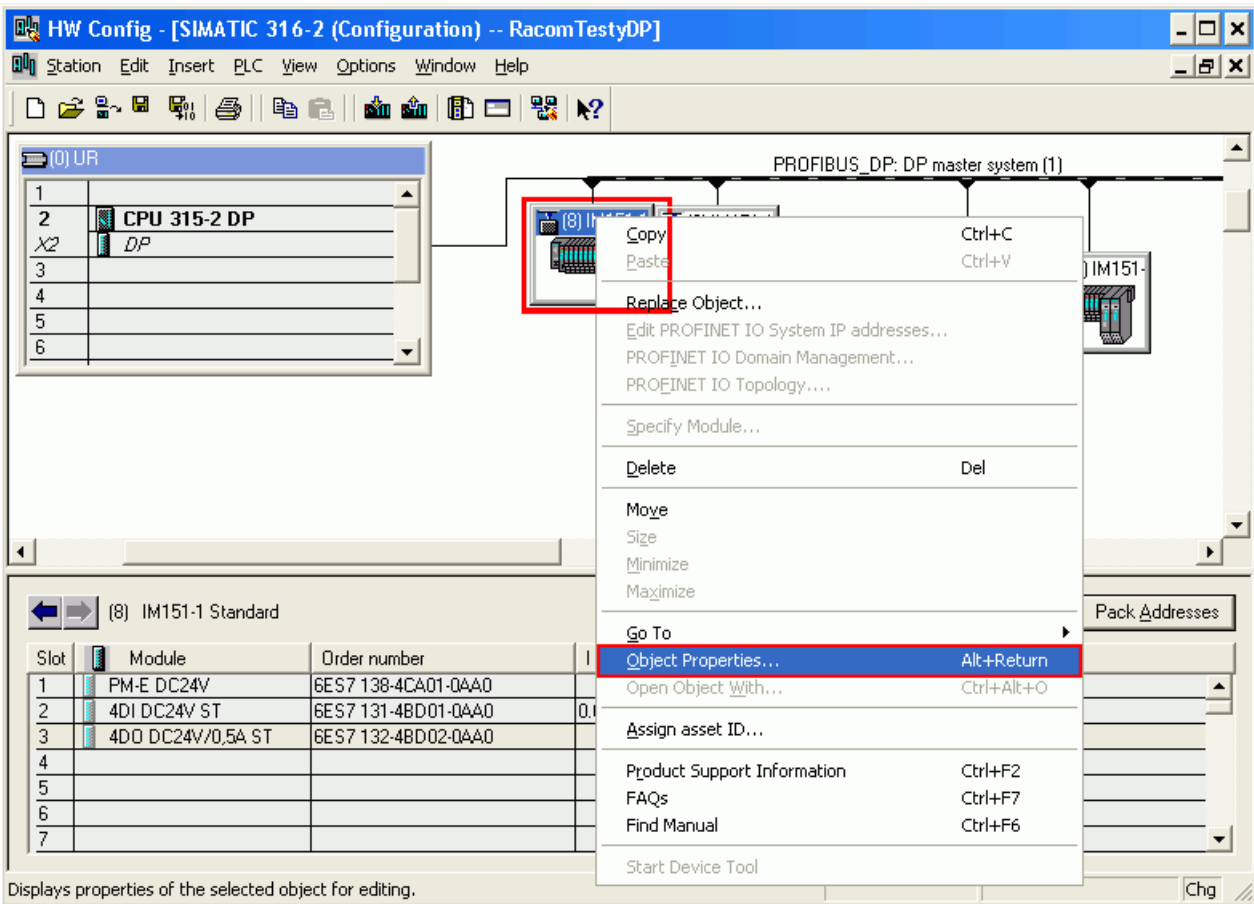 HW Config - [SIMATIC 316-2 (Configuration) -- RacomTestyDP]
Station Edit Insert PLC View Options Window Help
(0) UR
PROFIBUS_DP: DP master system (1)
1
2 CPU 315-2 DP
X2 DP
3
4
5
6
(8) IM151-1
) IM151-
Copy Ctrl+C
Paste Ctrl+V
Replace Object...
Edit PROFINET IO System IP addresses...
PROFINET IO Domain Management...
PROFINET IO Topology....
Specify Module...
Delete Del
Move
Size
Minimize
Maximize
Go To
Object Properties... Alt+Return
Open Object With... Ctrl+Alt+O
Assign asset ID...
Product Support Information Ctrl+F2
FAQs Ctrl+F7
Find Manual Ctrl+F6
Start Device Tool
(8) IM151-1 Standard
Pack Addresses
Slot Module Order number I
1 PM-E DC24V 6ES7 138-4CA01-0AA0
2 4DI DC24V ST 6ES7 131-4BD01-0AA0 0.
3 4DO DC24V/0,5A ST 6ES7 132-4BD02-0AA0
4
5
6
7
Displays properties of the selected object for editing.
Chg